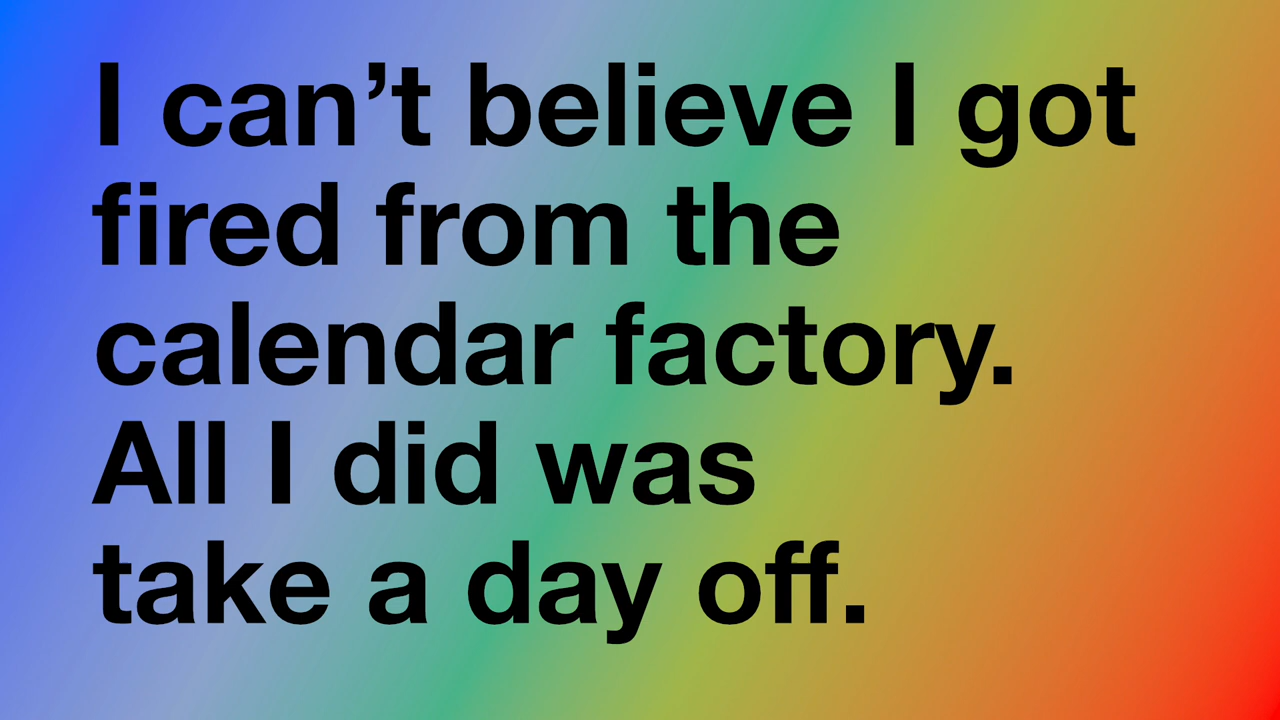 I can’t believe I got
fired from the
calendar factory.
All I did was
take a day off.